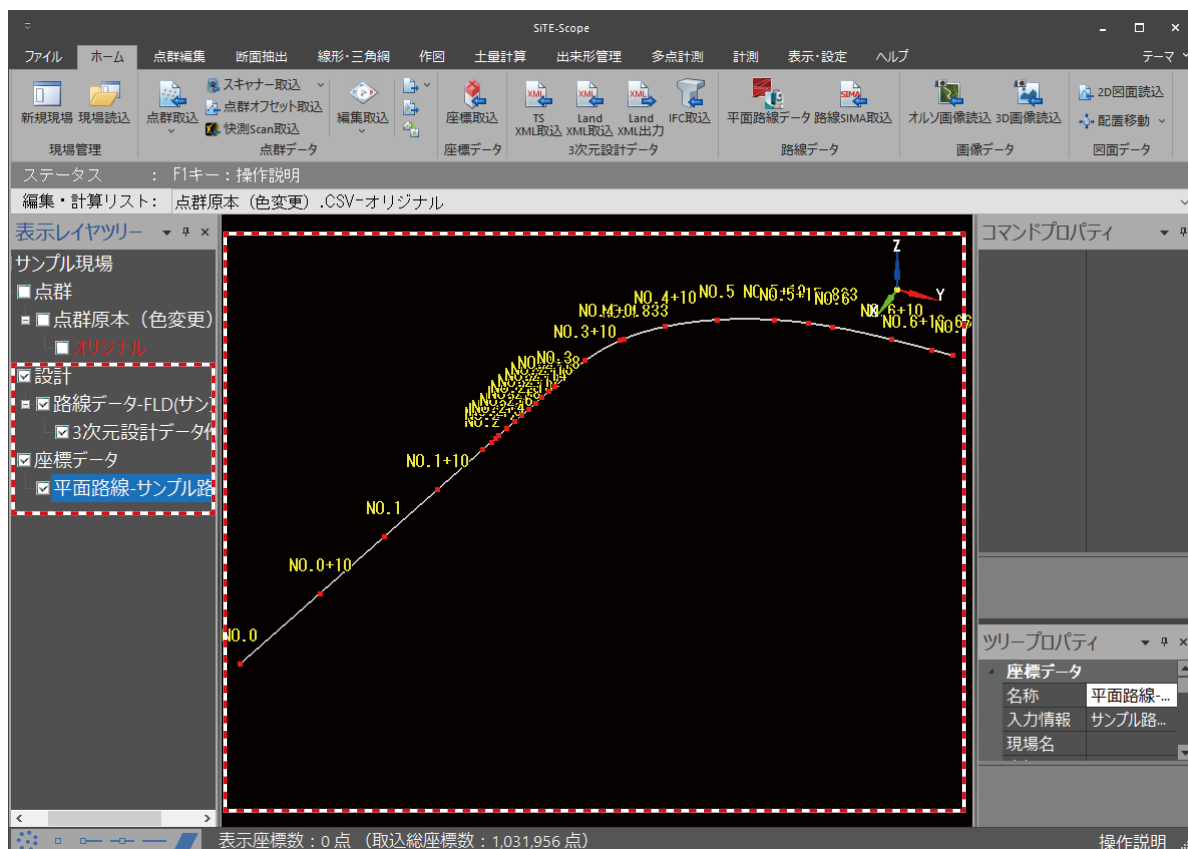 SiTE-Scope
ファイル ホーム 点群編集 断面抽出 線形・三角網 作図 土量計算 出来形管理 多点計測 計測 表示・設定 ヘルプ テーマ
新規現場 現場読込 点群取込 スキャナー取込 点群オフセット取込 快測Scan取込 編集取込 座標取込 TS XML取込 Land XML取込 Land XML出力 IFC取込 平面路線データ 路線SIMA取込 オルソ画像読込 3D画像読込 2D図面読込 配置移動
現場管理 点群データ 座標データ 3次元設計データ 路線データ 画像データ 図面データ
ステータス : F1キー：操作説明
編集・計算リスト： 点群原本（色変更）.CSV-オリジナル
表示レイヤツリー
サンプル現場
点群
点群原本（色変更）
オリジナル
設計
路線データ-FLD(サン
3次元設計データ
座標データ
平面路線-サンプル路
Z
Y
X
NO.4+10
NO.5
NO.3+10
NO.3
NO.2
NO.1+10
NO.1
NO.0+10
NO.0
コマンドプロパティ
ツリープロパティ
座標データ
名称 平面路線-...
入力情報 サンプル路...
現場名
表示座標数：0点 （取込総座標数：1,031,956点）
操作説明